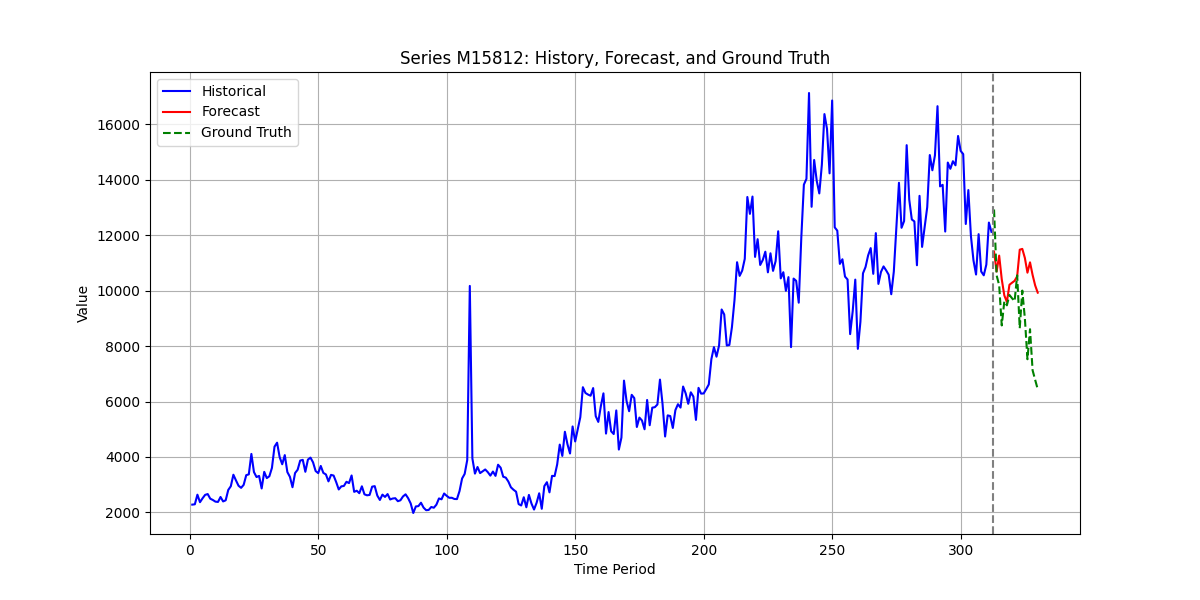 Series M15812: History, Forecast, and Ground Truth
Historical
Forecast
Ground Truth
16000
14000
12000
10000
8000
6000
4000
2000
Value
0 50 100 150 200 250 300
Time Period